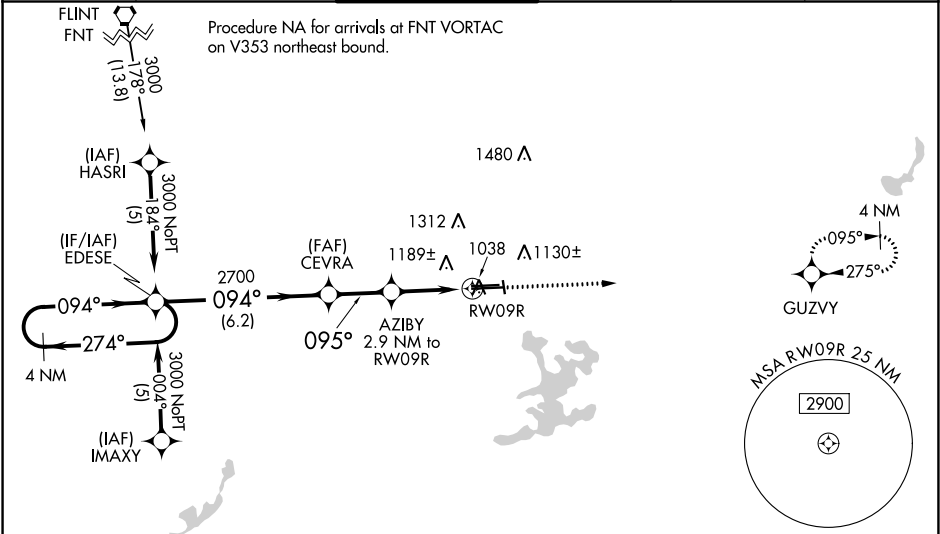 FLINT
FNT
Procedure NA for arrivals at FNT VORTAC
on V353 northeast bound.
3000
178°
(13.8)
(IAF)
HASRI
3000 NoPT
184°
(5)
(IF/IAF)
EDESE
094°
274°
4 NM
3000 NoPT
004°
(5)
(IAF)
IMAXY
2700
094°
(6.2)
(FAF)
CEVRA
095°
AZIBY
2.9 NM to
RW09R
1480
1312
1189±
1038
1130±
RW09R
4 NM
095°
275°
GUZVY
MSA RW09R 25 NM
2900